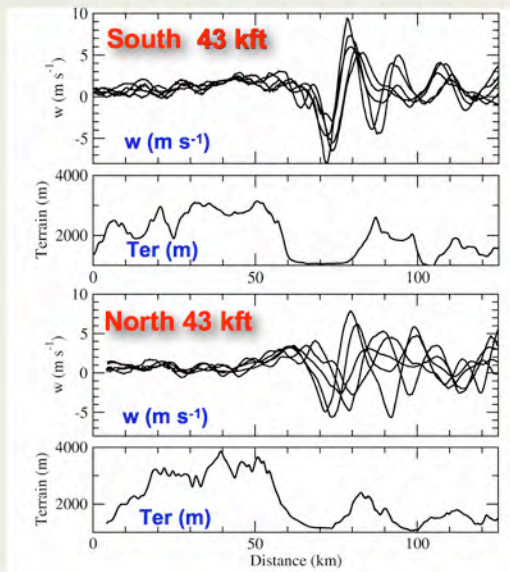 10
South 43 kft
5
w (m s⁻¹)
0
-5
w (m s⁻¹)
4000
Terrain (m)
2000
Ter (m)
0
50
100
10
North 43 kft
5
w (m s⁻¹)
0
-5
w (m s⁻¹)
4000
Terrain (m)
2000
Ter (m)
0
50
100
Distance (km)